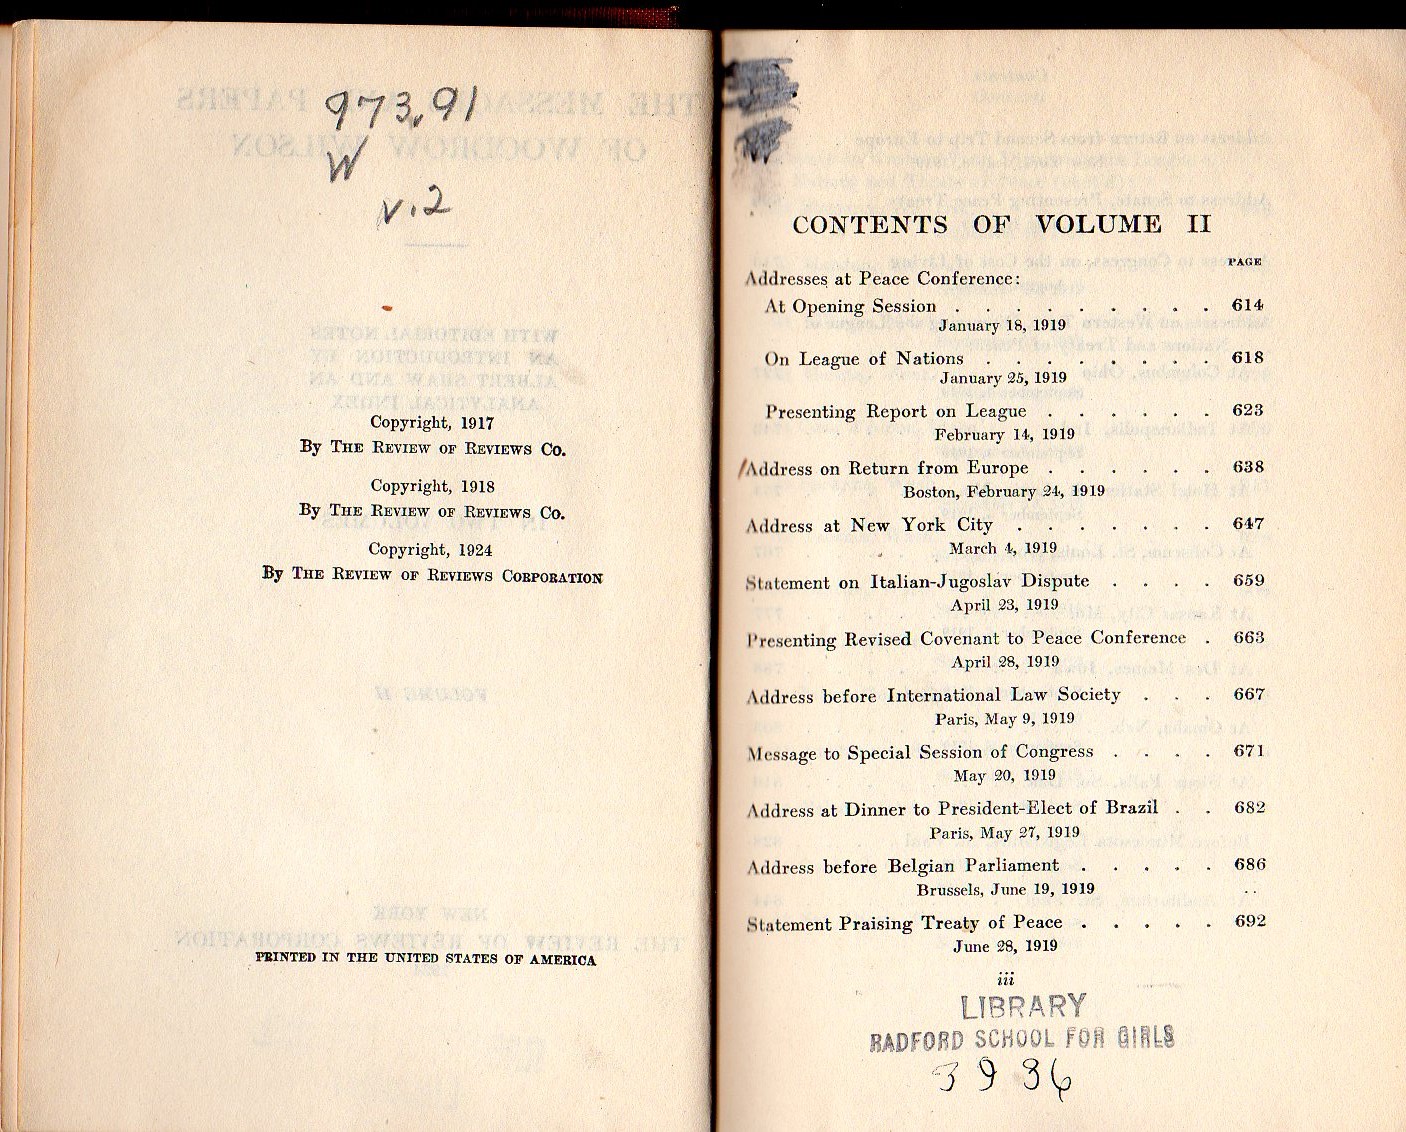 973.91
W
v.2
Copyright, 1917
By THE REVIEW OF REVIEWS Co.
Copyright, 1918
By THE REVIEW OF REVIEWS Co.
Copyright, 1924
By THE REVIEW OF REVIEWS CORPORATION
PRINTED IN THE UNITED STATES OF AMERICA
CONTENTS OF VOLUME II
PAGE
Addresses at Peace Conference:
At Opening Session . . . . . . . . . 614
January 18, 1919
On League of Nations . . . . . . . . 618
January 25, 1919
Presenting Report on League . . . . . . 623
February 14, 1919
Address on Return from Europe . . . . . . 638
Boston, February 24, 1919
Address at New York City . . . . . . . 647
March 4, 1919
Statement on Italian-Jugoslav Dispute . . . . 659
April 23, 1919
Presenting Revised Covenant to Peace Conference . 663
April 28, 1919
Address before International Law Society . . . 667
Paris, May 9, 1919
Message to Special Session of Congress . . . . 671
May 20, 1919
Address at Dinner to President-Elect of Brazil . . 682
Paris, May 27, 1919
Address before Belgian Parliament . . . . . 686
Brussels, June 19, 1919
Statement Praising Treaty of Peace . . . . . 692
June 28, 1919
iii
LIBRARY
RADFORD SCHOOL FOR GIRLS
3936